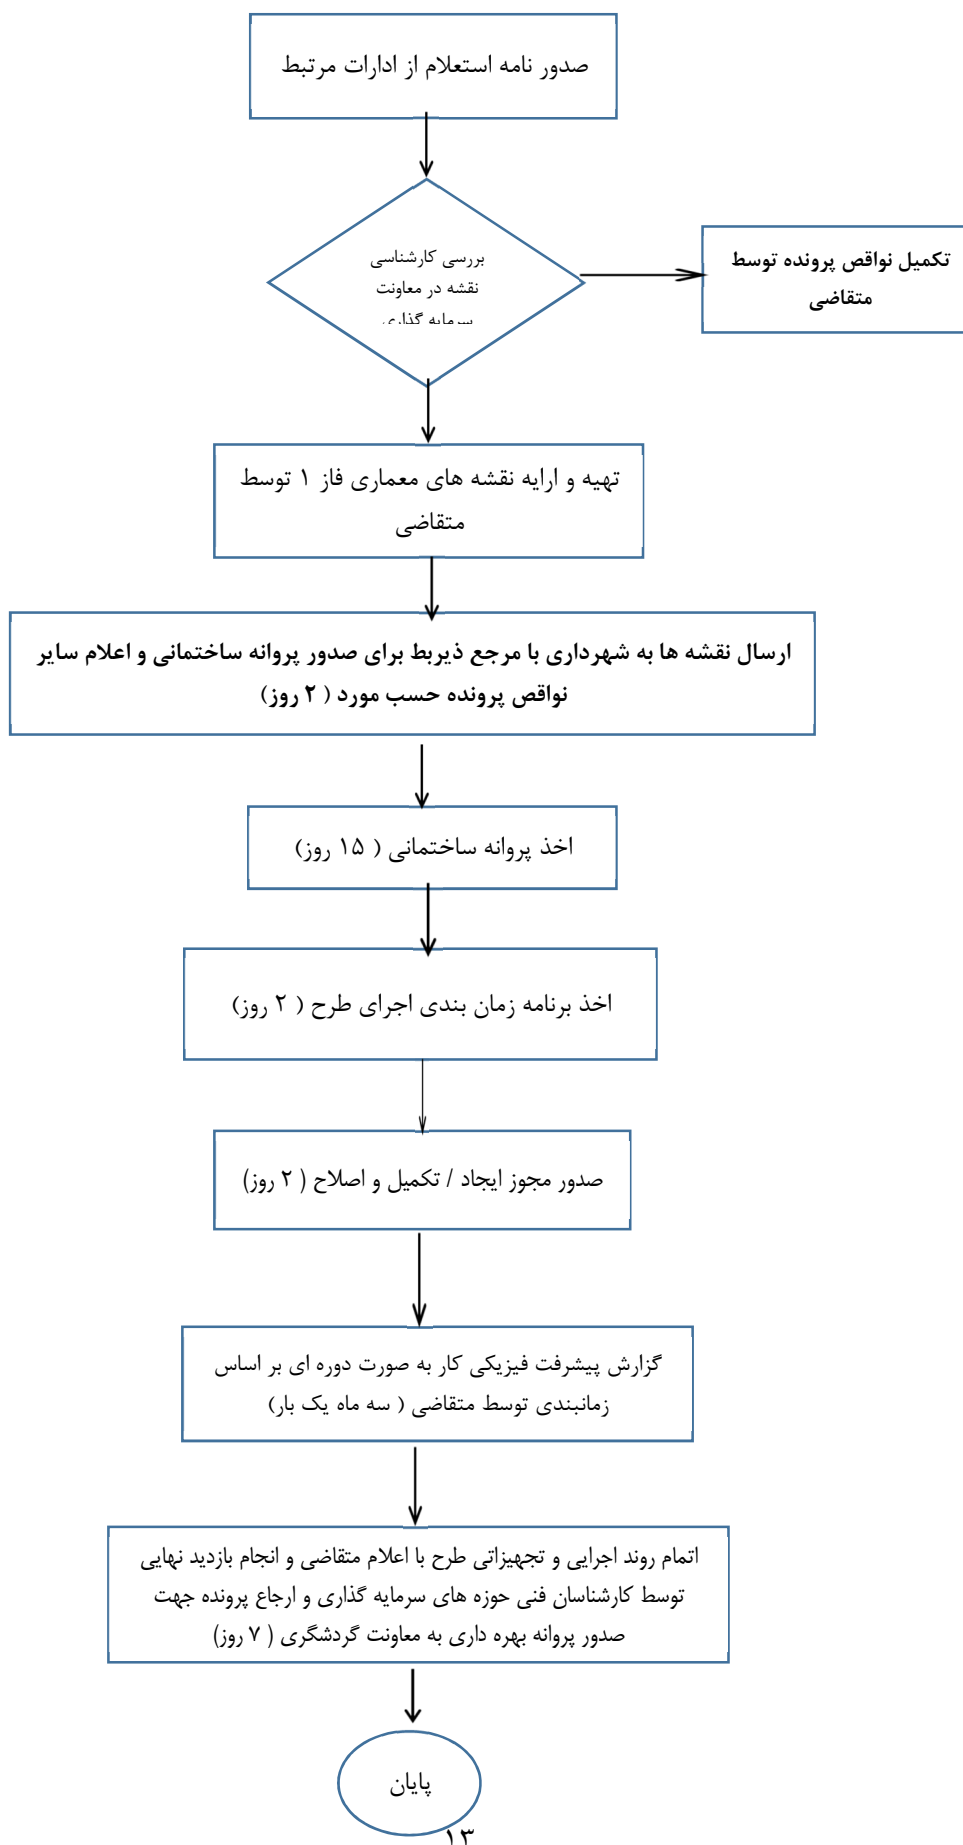 صدور نامه استعلام از ادارات مرتبط
بررسی کارشناسی
نقشه در معاونت
سرمایه گذاری
تکمیل نواقص پرونده توسط
متقاضی
تهیه و ارایه نقشه های معماری فاز ۱ توسط
متقاضی
ارسال نقشه ها به شهرداری با مرجع ذیربط برای صدور پروانه ساختمانی و اعلام سایر
نواقص پرونده حسب مورد ( ۲ روز)
اخذ پروانه ساختمانی ( ۱۵ روز)
اخذ برنامه زمان بندی اجرای طرح ( ۲ روز)
صدور مجوز ایجاد / تکمیل و اصلاح ( ۲ روز)
گزارش پیشرفت فیزیکی کار به صورت دوره ای بر اساس
زمانبندی توسط متقاضی ( سه ماه یک بار)
اتمام روند اجرایی و تجهیزاتی طرح با اعلام متقاضی و انجام بازدید نهایی
توسط کارشناسان فنی حوزه های سرمایه گذاری و ارجاع پرونده جهت
صدور پروانه بهره داری به معاونت گردشگری ( ۷ روز)
پایان
۱۳